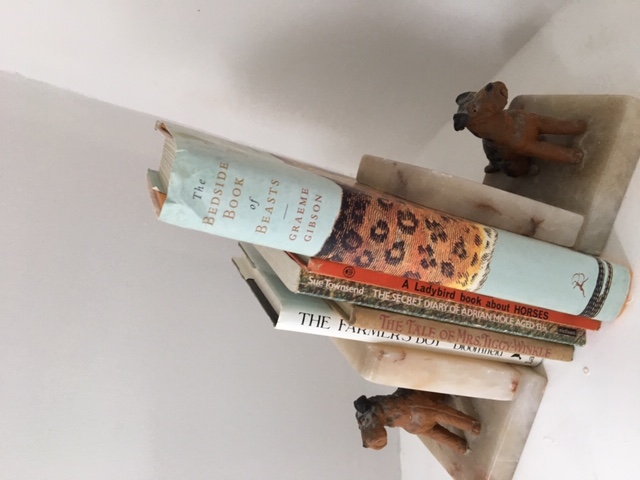 The
BEDSIDE
BOOK
of
BEASTS
GRAEME
GIBSON
A Ladybird book about HORSES
Sue Townsend THE SECRET DIARY OF ADRIAN MOLE AGED 13¾
THE TALE OF MRS. TIGGY-WINKLE
THE FARMER'S BOY Bloomfield